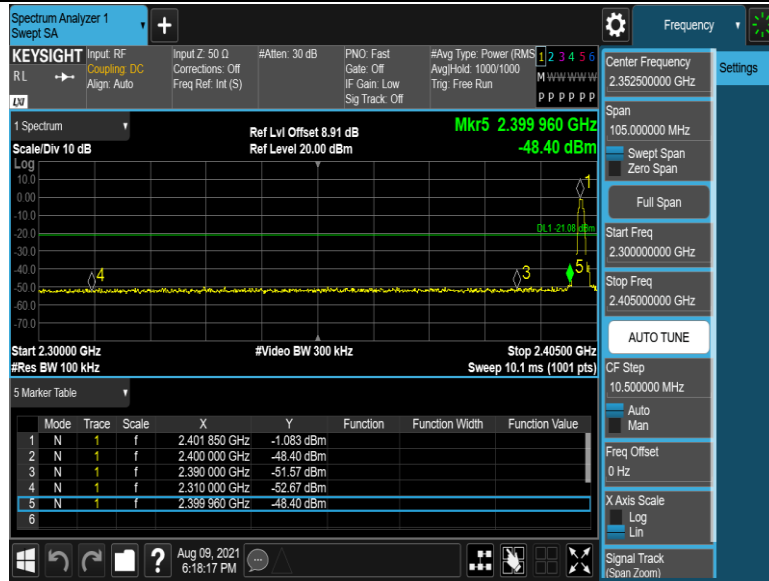 Spectrum Analyzer 1
Swept SA
+
Frequency
KEYSIGHT
RL
LXI
Input: RF
Coupling: DC
Align: Auto
Input Z: 50 Ω
Corrections: Off
Freq Ref: Int (S)
#Atten: 30 dB
PNO: Fast
Gate: Off
IF Gain: Low
Sig Track: Off
#Avg Type: Power (RMS
Avg|Hold: 1000/1000
Trig: Free Run
1 2 3 4 5 6
M W W W W W
P P P P P P
1 Spectrum
Scale/Div 10 dB
Ref Lvl Offset 8.91 dB
Ref Level 20.00 dBm
Mkr5 2.399 960 GHz
-48.40 dBm
Log
10.0
0.00
-10.0
-20.0
-30.0
-40.0
-50.0
-60.0
-70.0
DL1 -21.08 dBm
1
3
4
5
Start 2.30000 GHz
#Res BW 100 kHz
#Video BW 300 kHz
Stop 2.40500 GHz
Sweep 10.1 ms (1001 pts)
5 Marker Table
Mode Trace Scale X Y Function Function Width Function Value
1 N 1 f 2.401 850 GHz -1.083 dBm
2 N 1 f 2.400 000 GHz -48.40 dBm
3 N 1 f 2.390 000 GHz -51.57 dBm
4 N 1 f 2.310 000 GHz -52.67 dBm
5 N 1 f 2.399 960 GHz -48.40 dBm
6
?
Aug 09, 2021
6:18:17 PM
Center Frequency
2.352500000 GHz
Settings
Span
105.000000 MHz
Swept Span
Zero Span
Full Span
Start Freq
2.300000000 GHz
Stop Freq
2.405000000 GHz
AUTO TUNE
CF Step
10.500000 MHz
Auto
Man
Freq Offset
0 Hz
X Axis Scale
Log
Lin
Signal Track
(Span Zoom)